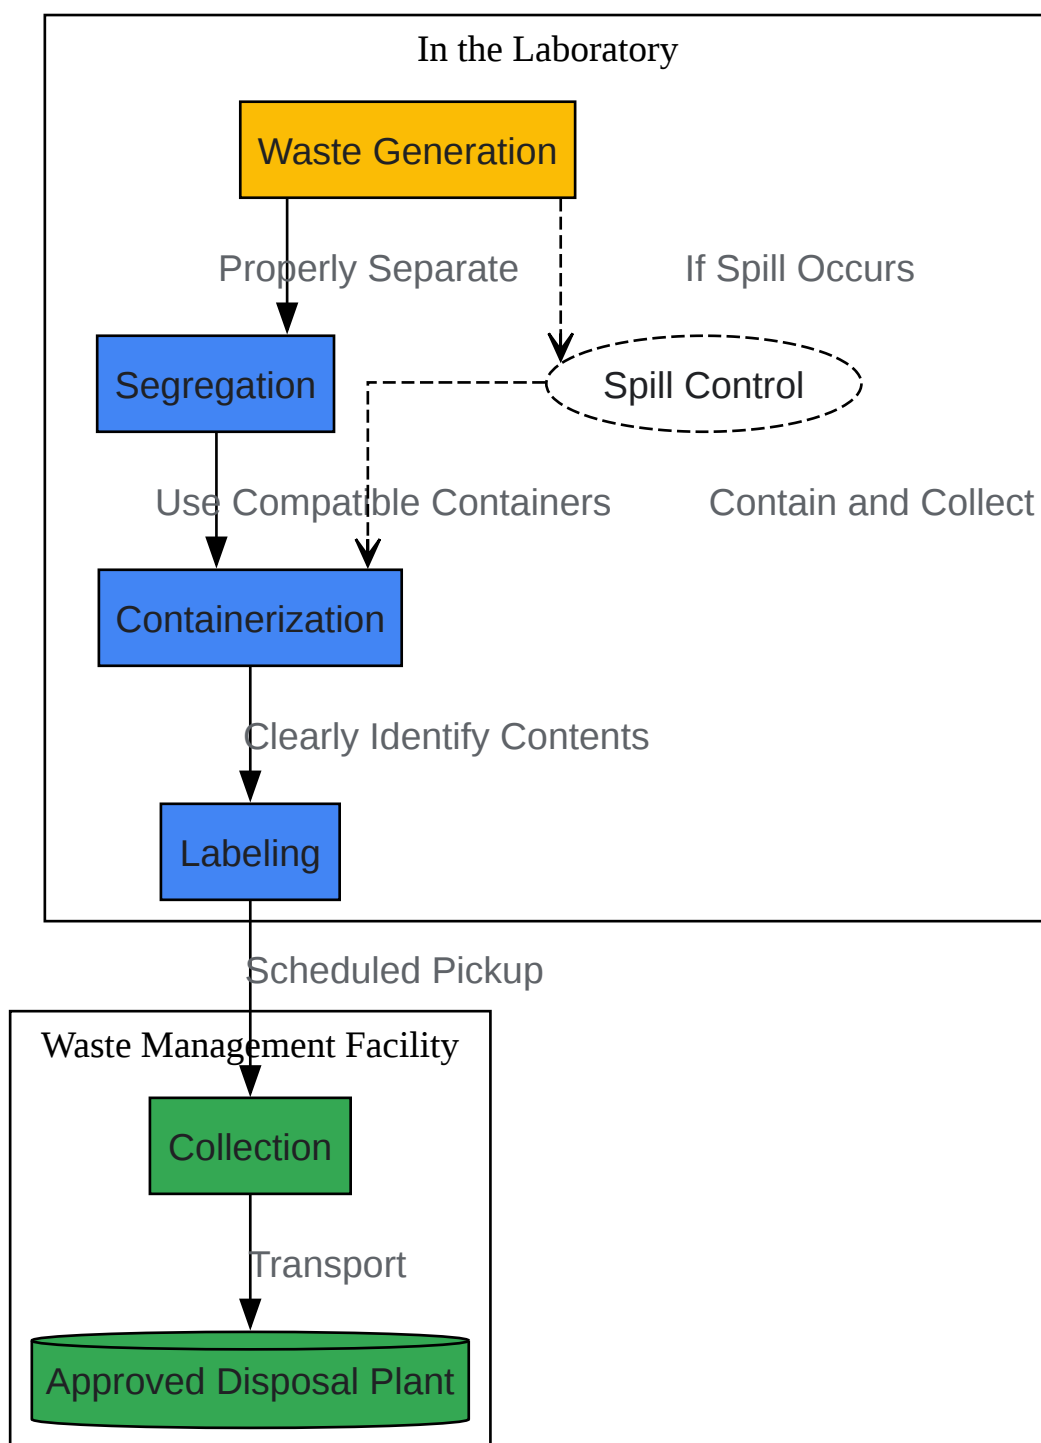 In the Laboratory
Waste Generation
Properly Separate
If Spill Occurs
Segregation
Spill Control
Use Compatible Containers
Contain and Collect
Containerization
Clearly Identify Contents
Labeling
Scheduled Pickup
Waste Management Facility
Collection
Transport
Approved Disposal Plant